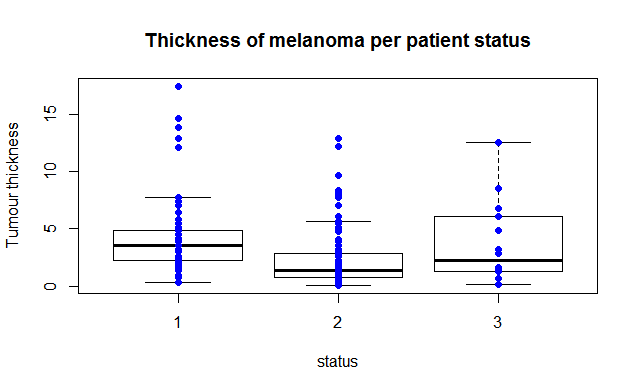 Thickness of melanoma per patient status
Tumour thickness
15
10
5
0
1 2 3
status